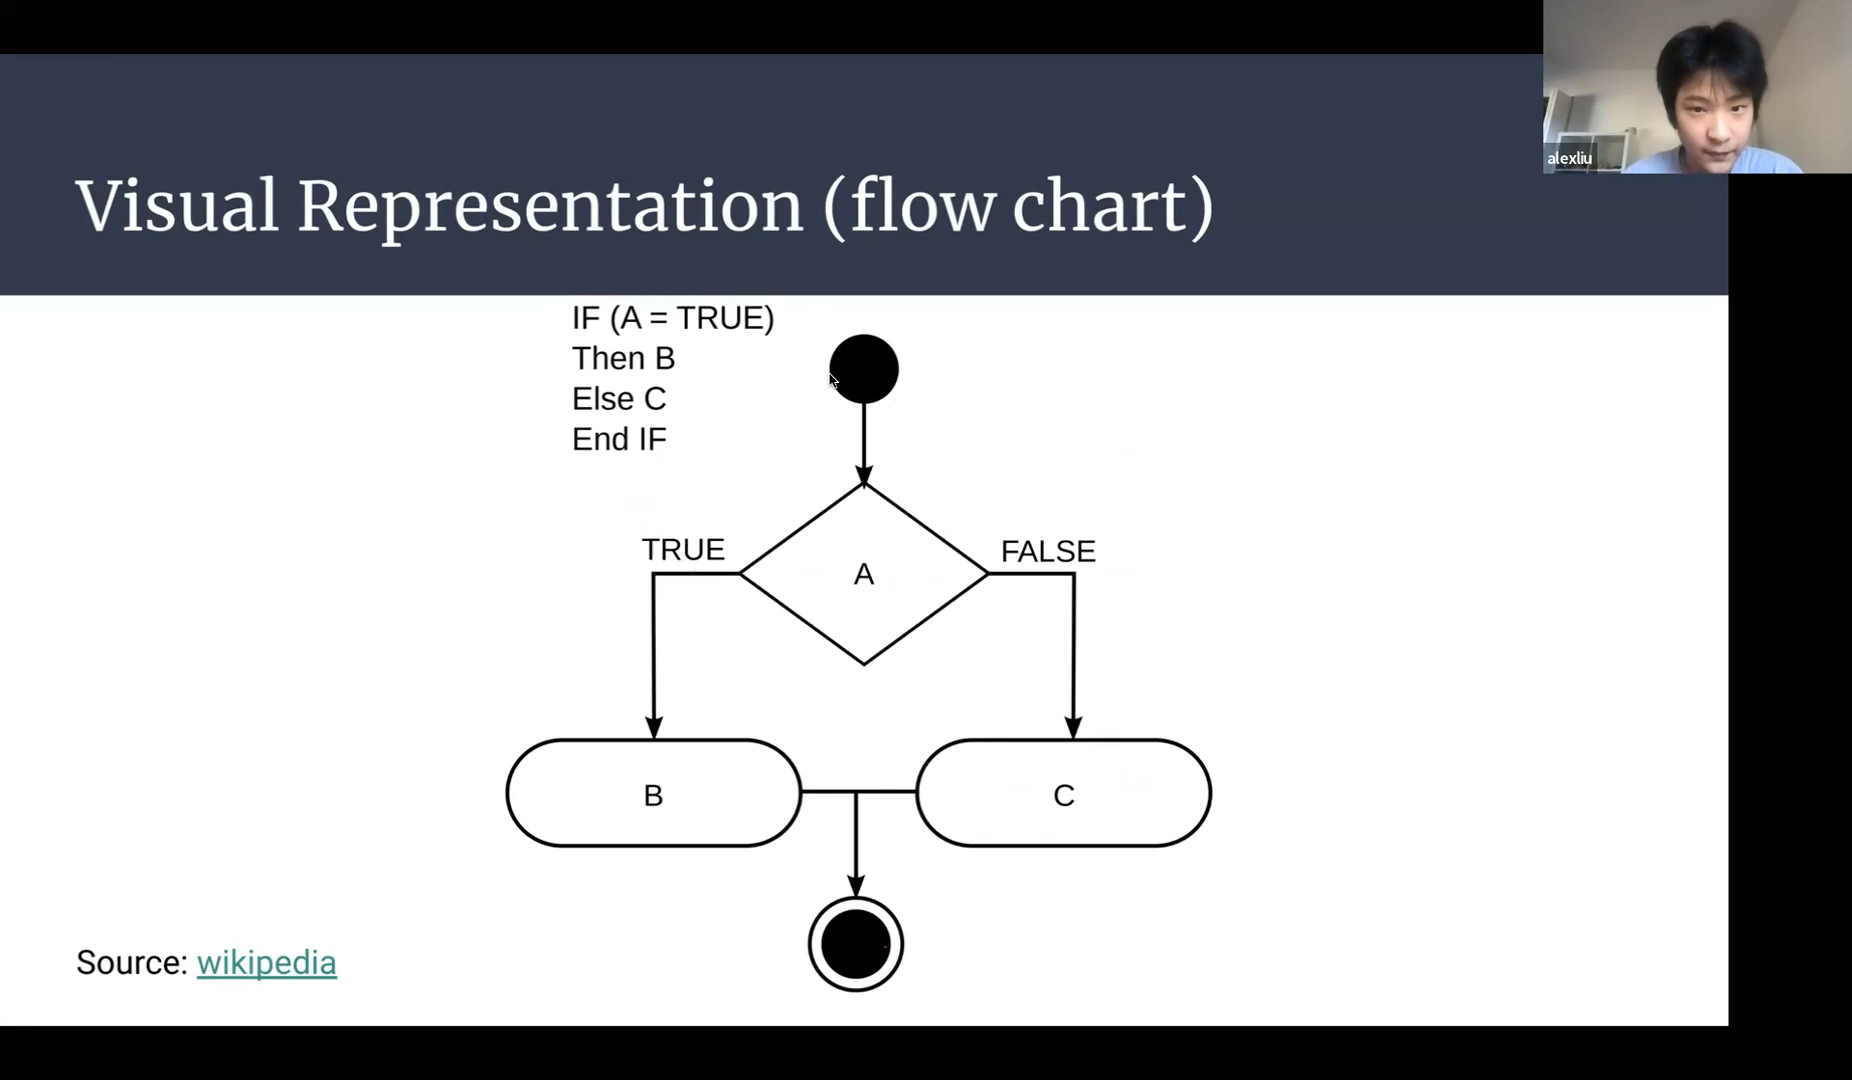 alexliu
Visual Representation (flow chart)
IF (A = TRUE)
Then B
Else C
End IF
TRUE
FALSE
A
B
C
Source: wikipedia